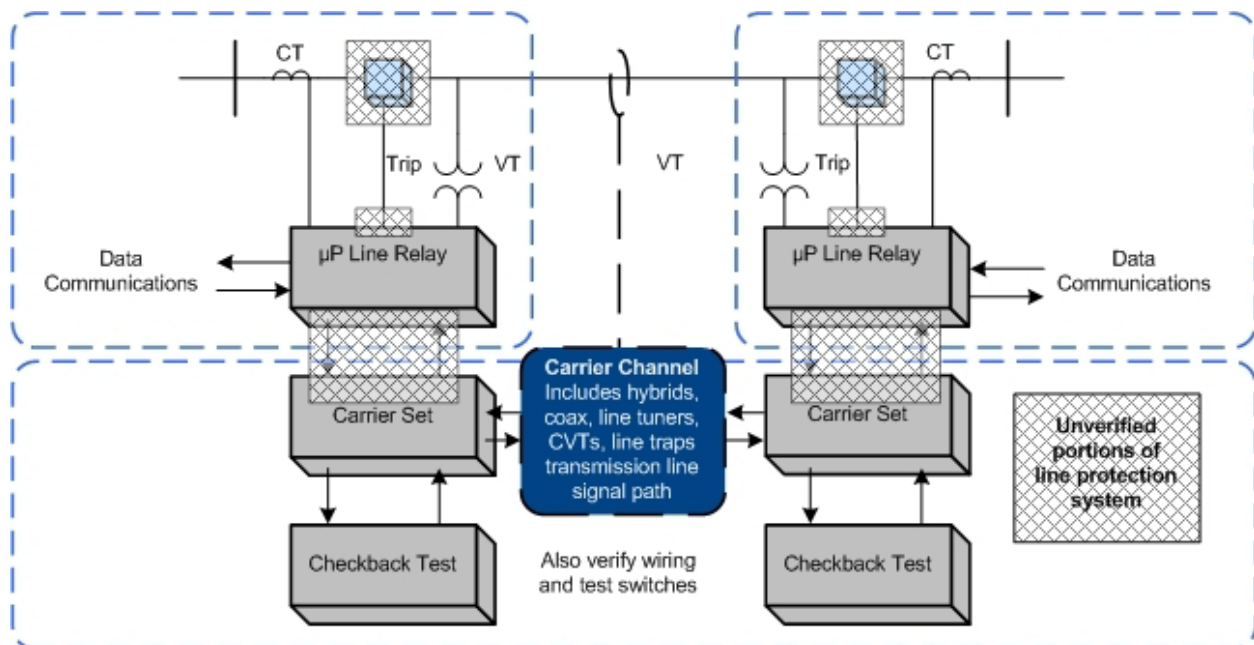 CT
CT
Trip
VT
VT
Trip
µP Line Relay
µP Line Relay
Data
Communications
Data
Communications
Carrier Channel
Includes hybrids,
coax, line tuners,
CVTs, line traps
transmission line
signal path
Carrier Set
Carrier Set
Unverified
portions of
line protection
system
Checkback Test
Also verify wiring
and test switches
Checkback Test